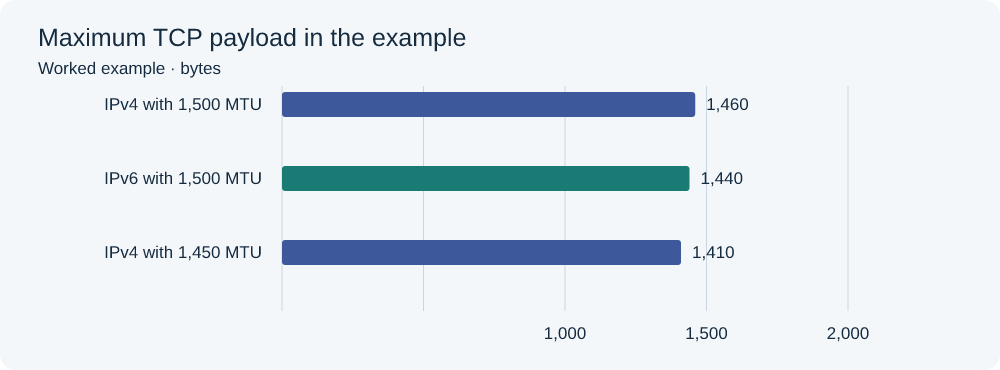 Maximum TCP payload in the example
Worked example · bytes
IPv4 with 1,500 MTU 1,460
IPv6 with 1,500 MTU 1,440
IPv4 with 1,450 MTU 1,410
1,000 1,500 2,000